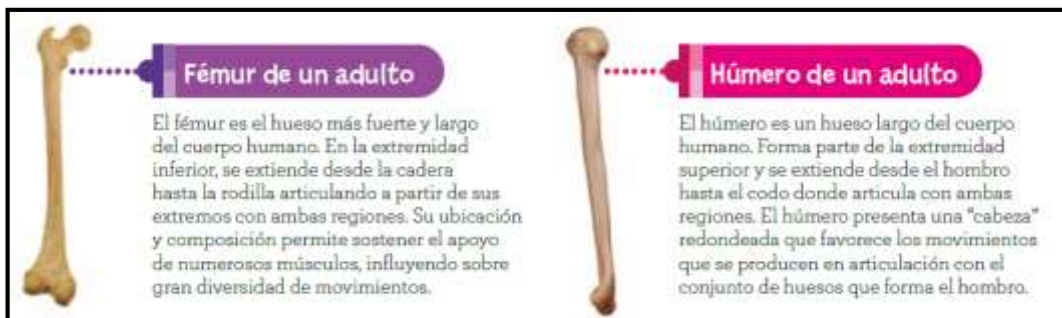 Fémur de un adulto
El fémur es el hueso más fuerte y largo
del cuerpo humano. En la extremidad
inferior, se extiende desde la cadera
hasta la rodilla articulando a partir de sus
extremos con ambas regiones. Su ubicación
y composición permite sostener el apoyo
de numerosos músculos, influyendo sobre
gran diversidad de movimientos.
Húmero de un adulto
El húmero es un hueso largo del cuerpo
humano. Forma parte de la extremidad
superior y se extiende desde el hombro
hasta el codo donde articula con ambas
regiones. El húmero presenta una "cabeza"
redondeada que favorece los movimientos
que se producen en articulación con el
conjunto de huesos que forma el hombro.